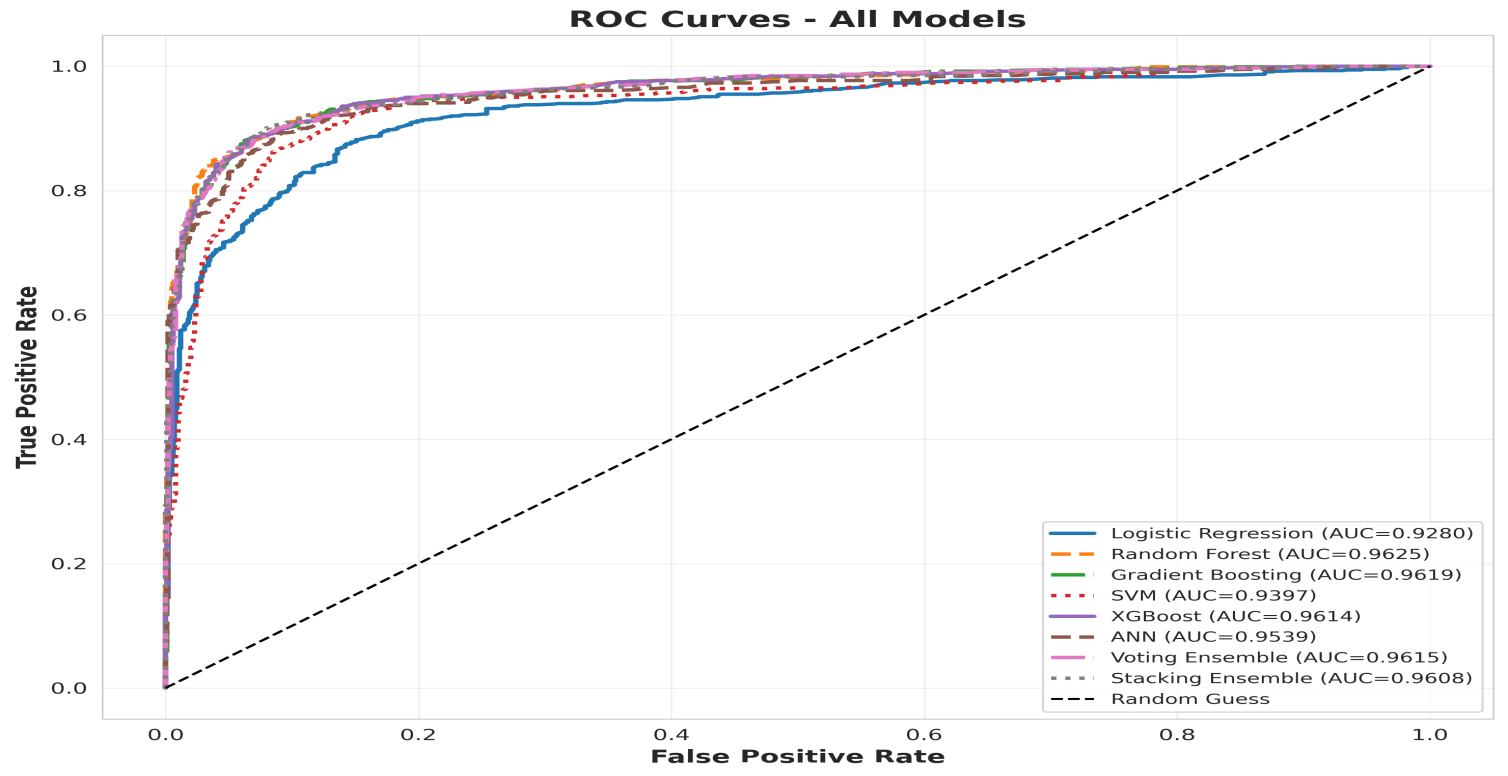 ROC Curves - All Models
1.0
0.8
0.6
0.4
0.2
0.0
True Positive Rate
0.0 0.2 0.4 0.6 0.8 1.0
False Positive Rate
Logistic Regression (AUC=0.9280)
Random Forest (AUC=0.9625)
Gradient Boosting (AUC=0.9619)
SVM (AUC=0.9397)
XGBoost (AUC=0.9614)
ANN (AUC=0.9539)
Voting Ensemble (AUC=0.9615)
Stacking Ensemble (AUC=0.9608)
Random Guess